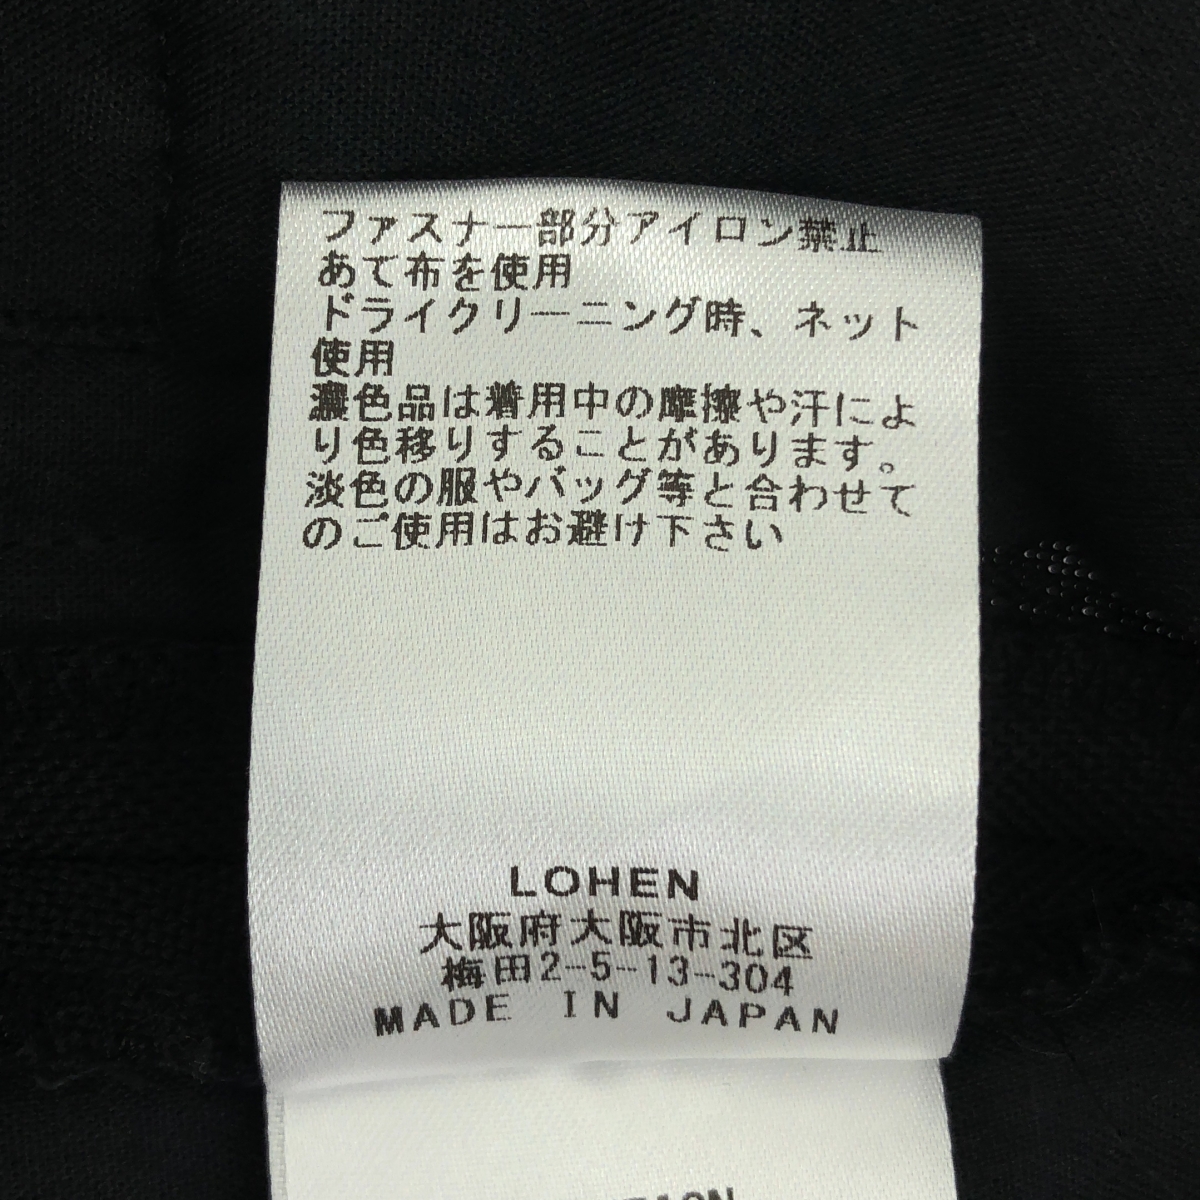 ファスナー部分アイロン禁止
あて布を使用
ドライクリーニング時、ネット
使用
濃色品は着用中の摩擦や汗によ
り色移りすることがあります。
淡色の服やバッグ等と合わせて
のご使用はお避け下さい
LOHEN
大阪府大阪市北区
梅田2-5-13-304
MADE IN JAPAN